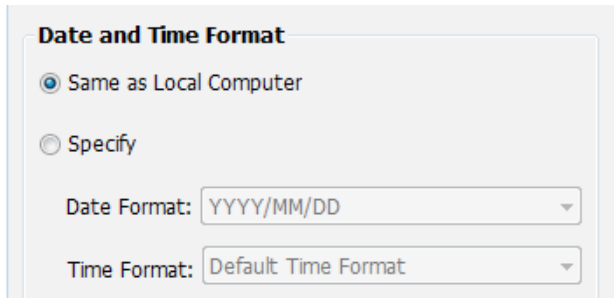 Date and Time Format
Same as Local Computer
Specify
Date Format: YYYY/MM/DD
Time Format: Default Time Format